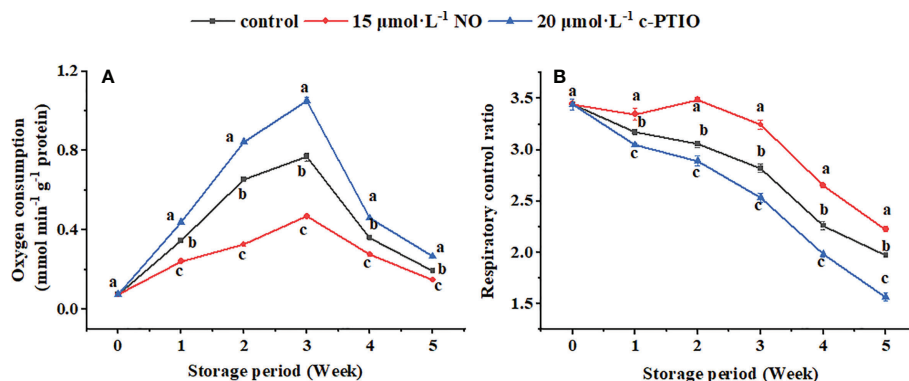 control 15 μmol·L⁻¹ NO 20 μmol·L⁻¹ c-PTIO
A
Oxygen consumption
(mmol min⁻¹ g⁻¹ protein)
1.2
0.8
0.4
0.0
a
a
b
c
a
b
c
a
b
c
a
b
c
a
b
c
0 1 2 3 4 5
Storage period (Week)
B
Respiratory control ratio
3.5
3.0
2.5
2.0
1.5
a
a
b
c
a
b
c
a
b
c
a
b
c
a
b
c
0 1 2 3 4 5
Storage period (Week)